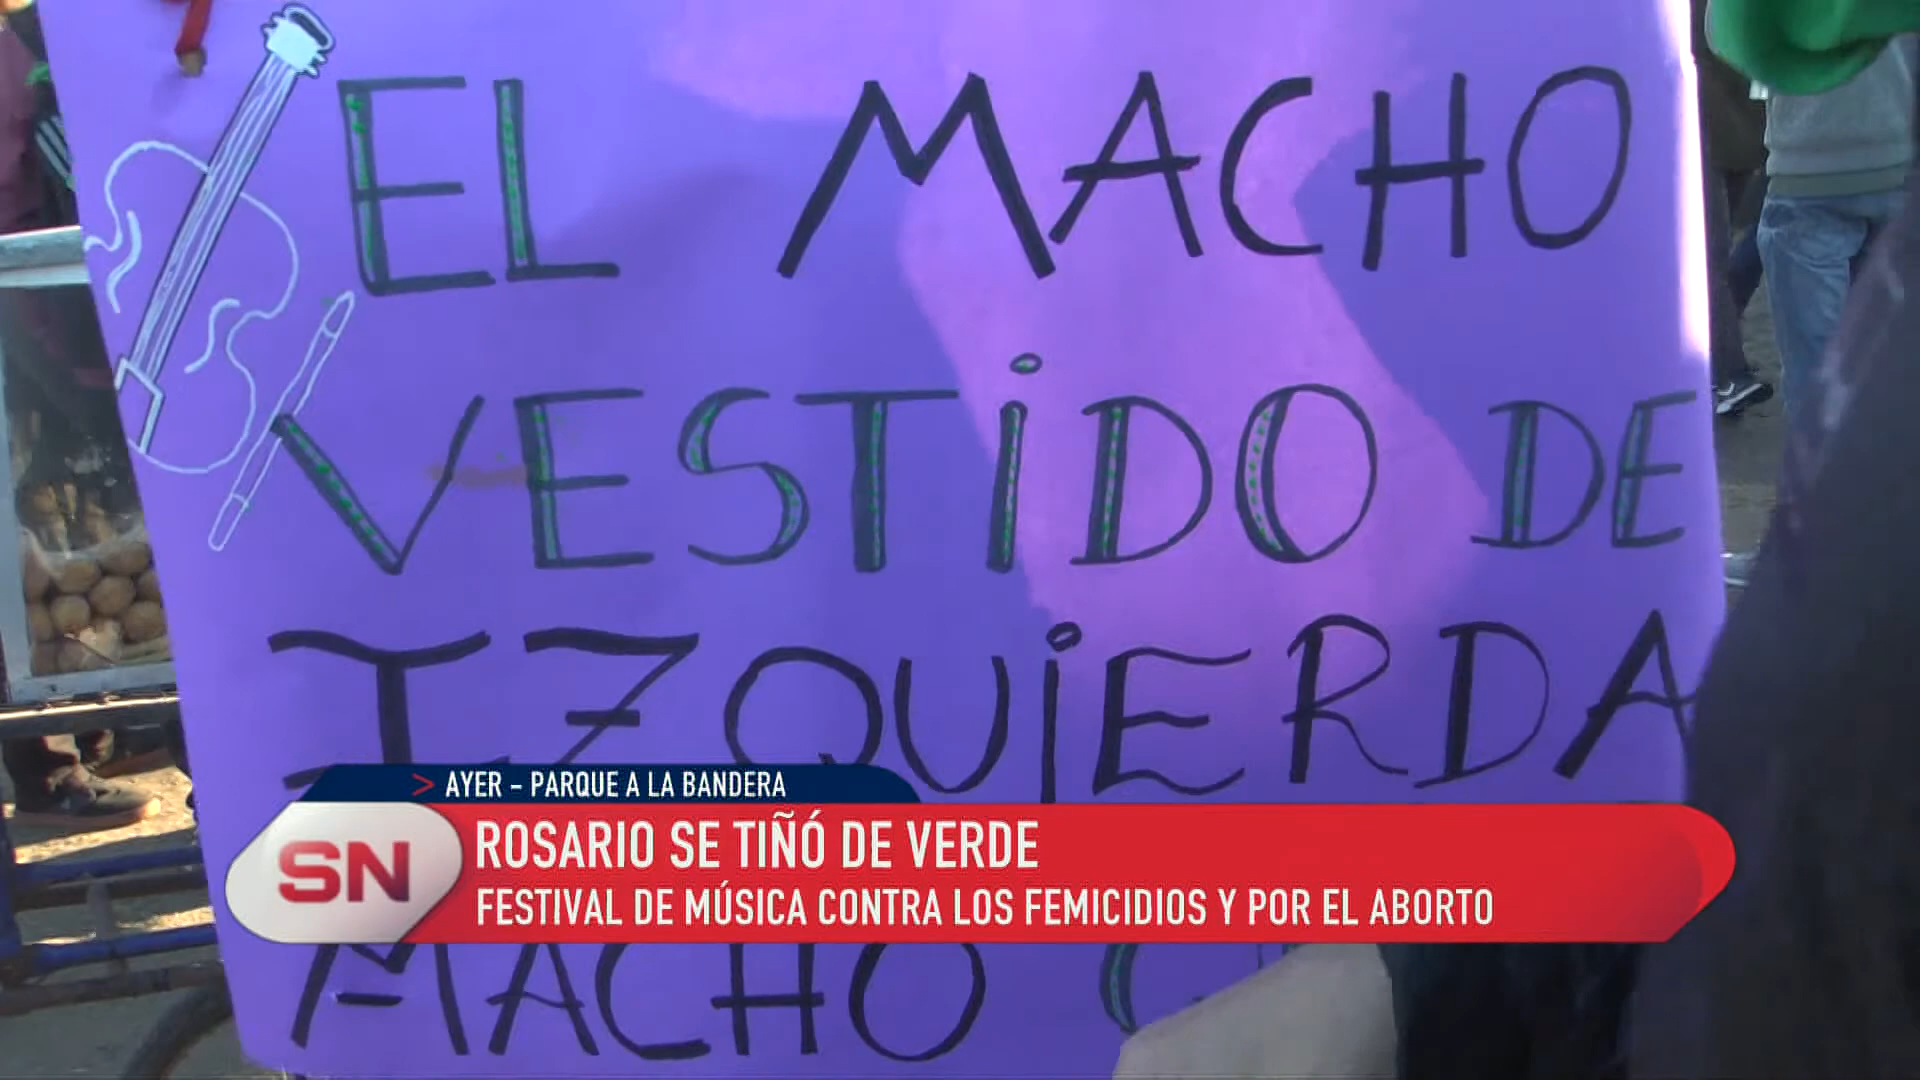 EL MACHO
VESTIDO DE
IZQUIERDA
> AYER – PARQUE A LA BANDERA
SN
ROSARIO SE TIÑÓ DE VERDE
FESTIVAL DE MÚSICA CONTRA LOS FEMICIDIOS Y POR EL ABORTO
MACHO